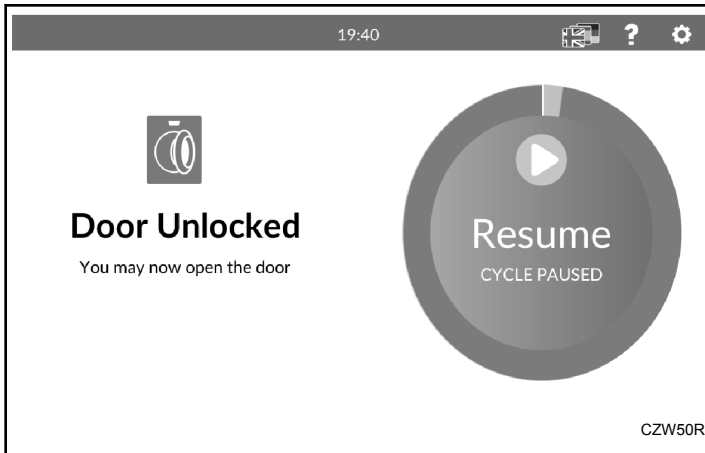 19:40
?
Door Unlocked
You may now open the door
Resume
CYCLE PAUSED
CZW50R